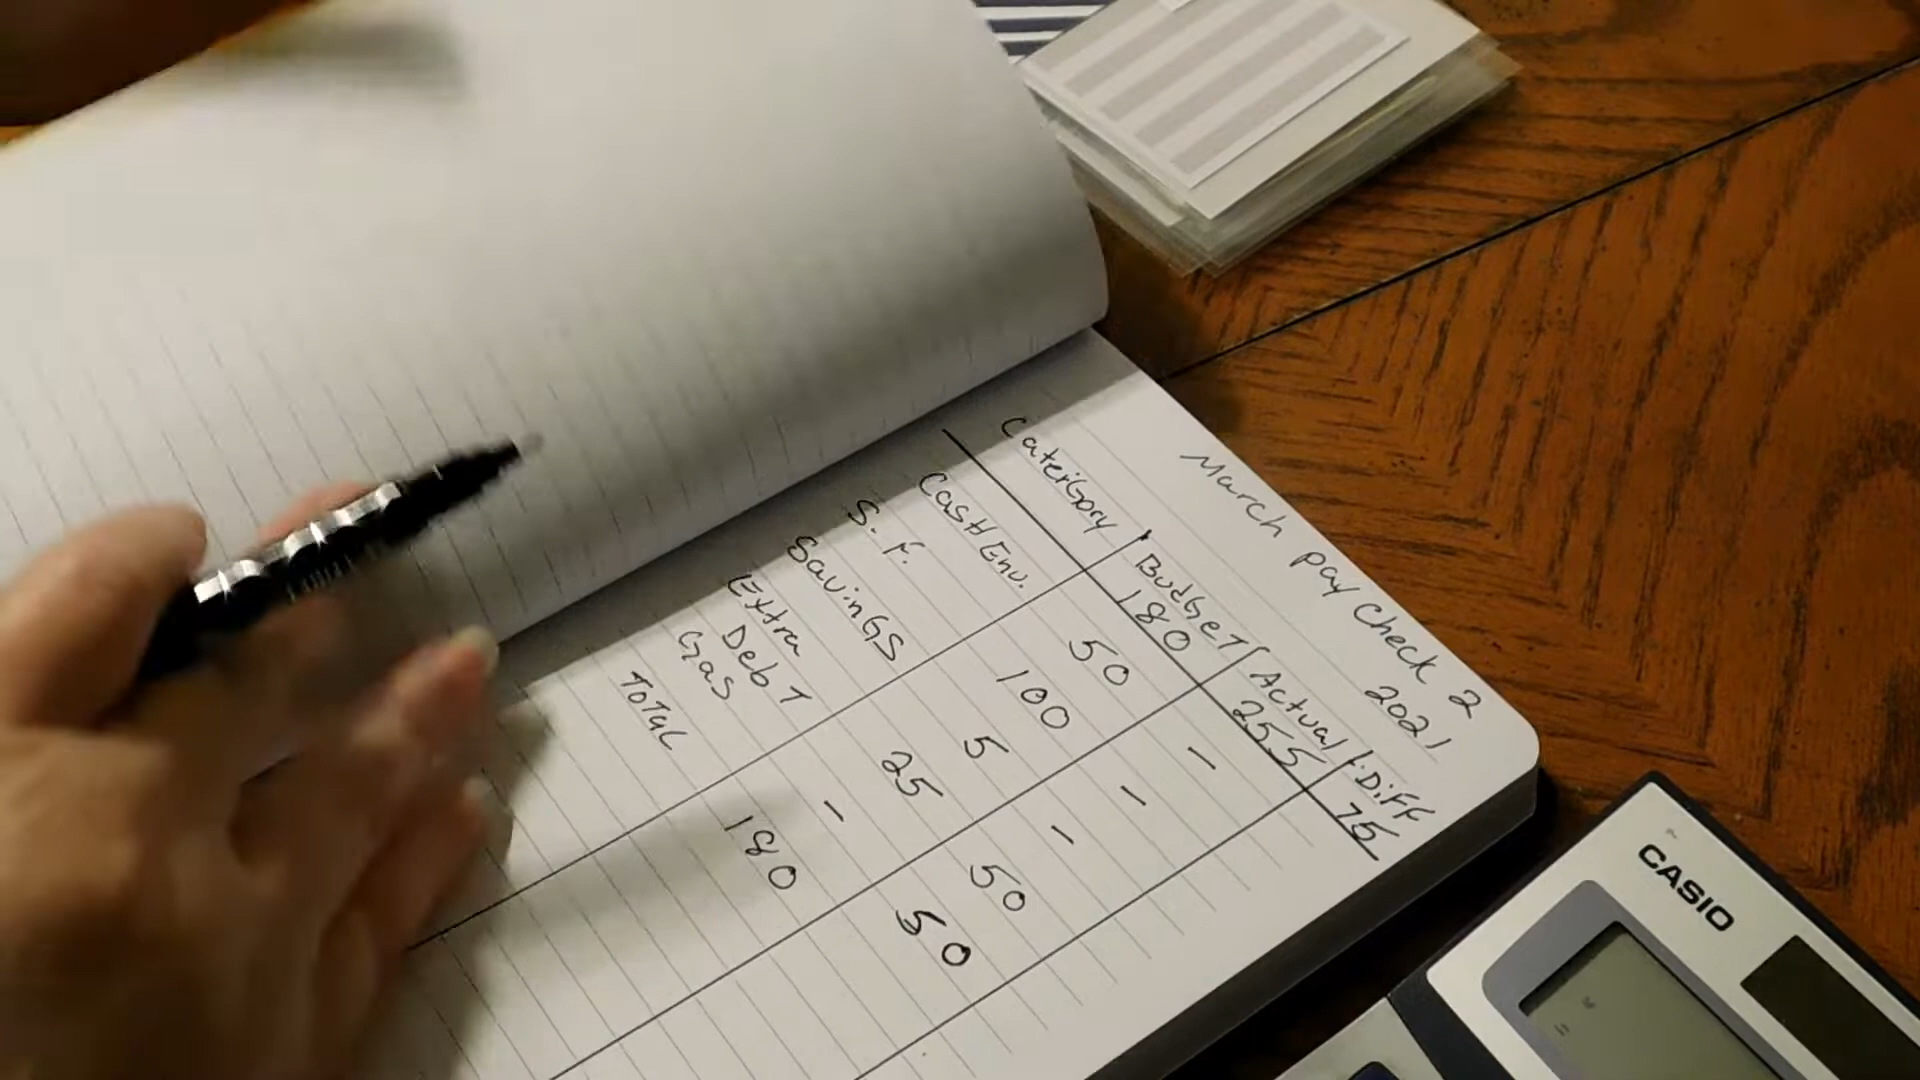 March pay Check 2
2021
CateiGory BudGeT Actual Diff
180 255 75
CasH Env. 50 –
S. F. 100 –
SavinGS 5 –
Extra
DebT 25 50
Gas – 50
ToTaL 180
CASIO